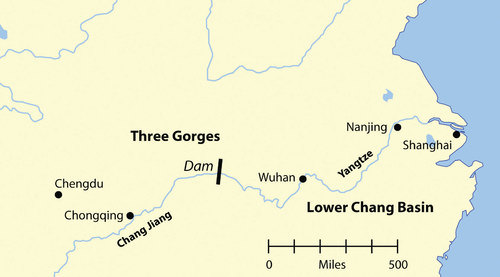 Three Gorges
Dam
Nanjing
Shanghai
Yangtze
Wuhan
Chengdu
Chongqing
Chang Jiang
Lower Chang Basin
0 Miles 500